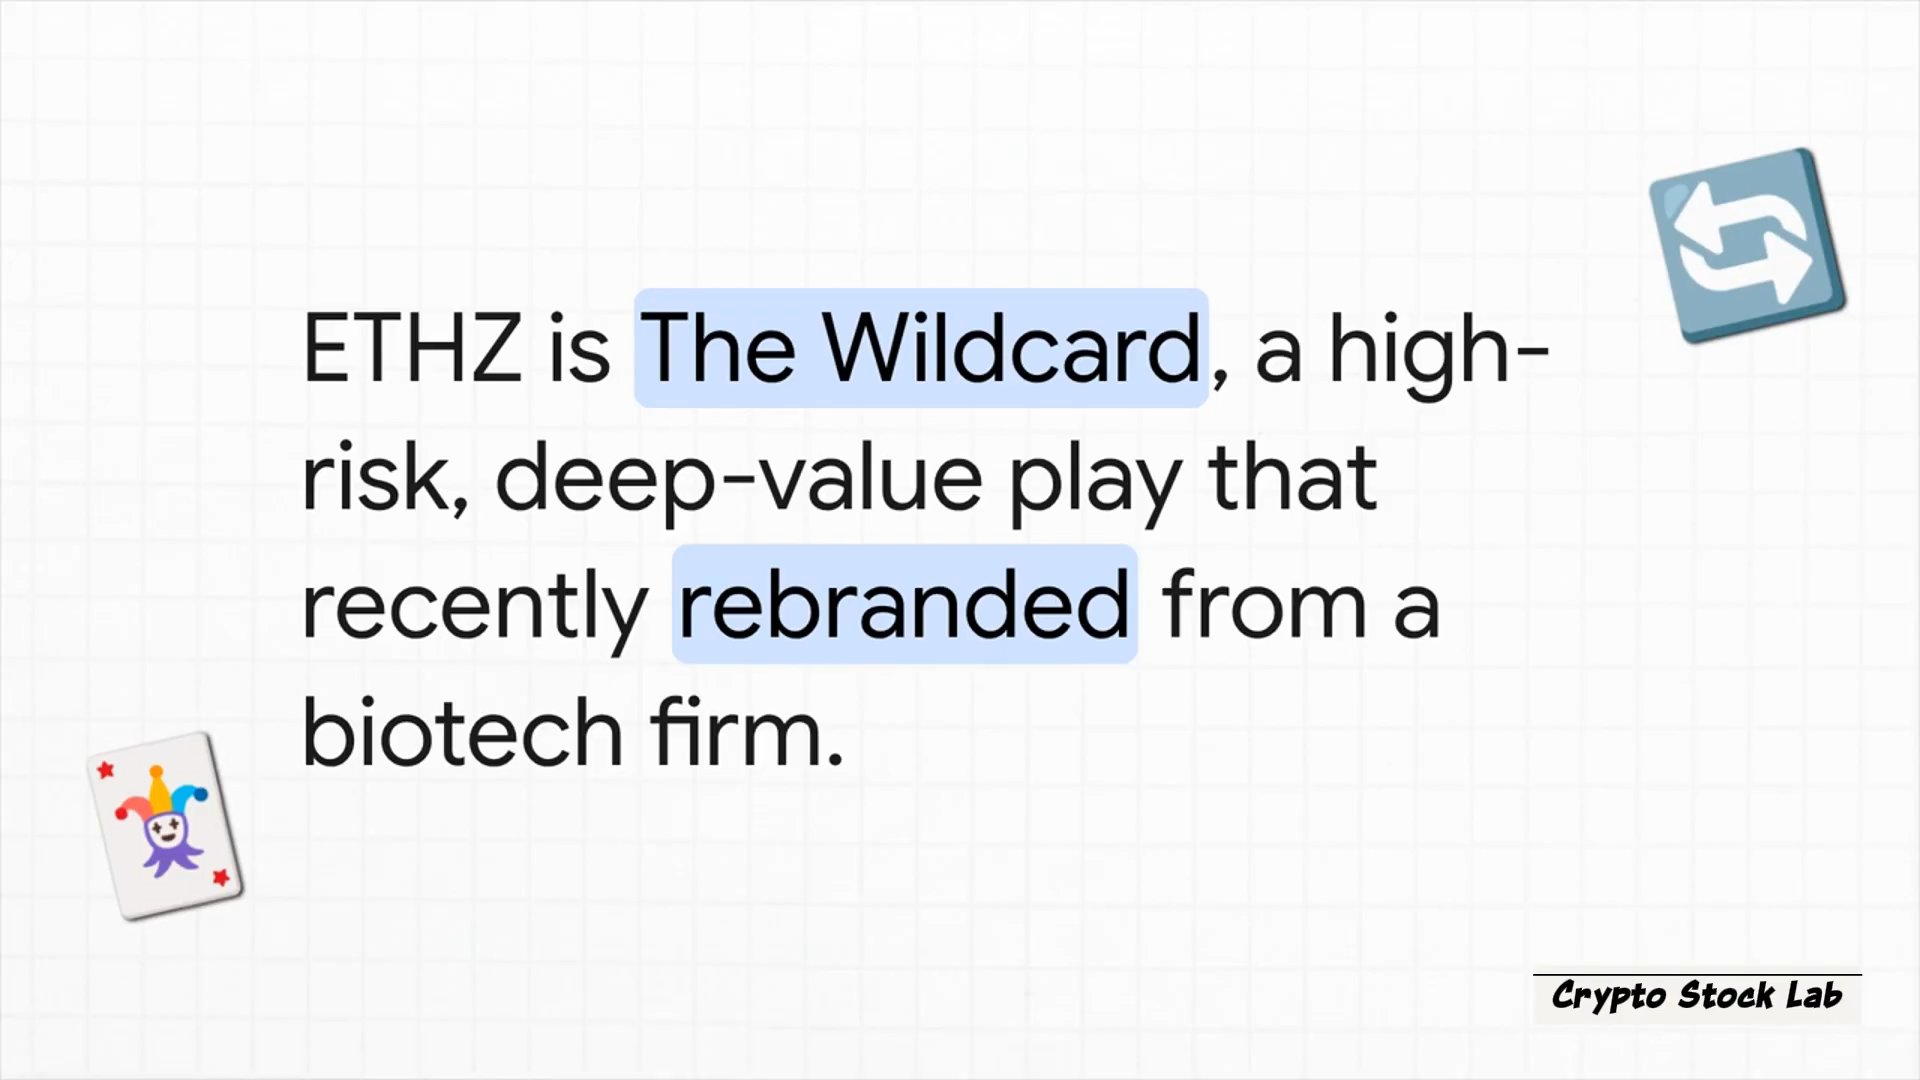 ETHZ is The Wildcard, a high-
risk, deep-value play that
recently rebranded from a
biotech firm.
Crypto Stock Lab